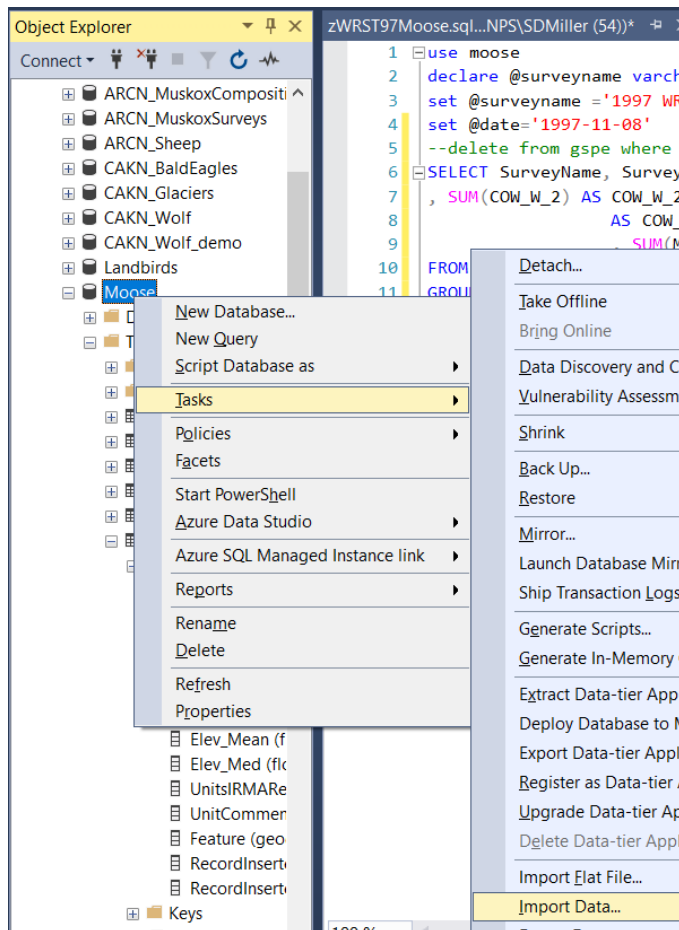 Object Explorer
Connect
ARCN_MuskoxCompositi
ARCN_MuskoxSurveys
ARCN_Sheep
CAKN_BaldEagles
CAKN_Glaciers
CAKN_Wolf
CAKN_Wolf_demo
Landbirds
Moose
New Database...
New Query
Script Database as
Tasks
Policies
Facets
Start PowerShell
Azure Data Studio
Azure SQL Managed Instance link
Reports
Rename
Delete
Refresh
Properties
Elev_Mean (f
Elev_Med (flo
UnitsIRMARe
UnitCommen
Feature (geo
RecordInserte
RecordInserte
Keys
zWRST97Moose.sql...NPS\SDMiller (54))*
1 use moose
2 declare @surveyname varch
3 set @surveyname ='1997 WR
4 set @date='1997-11-08'
5 --delete from gspe where
6 SELECT SurveyName, Survey
7 , SUM(COW_W_2) AS COW_W_2
8 AS COW_
9 , SUM(M
10 FROM
11 GROU
Detach...
Take Offline
Bring Online
Data Discovery and C
Vulnerability Assessm
Shrink
Back Up...
Restore
Mirror...
Launch Database Mirr
Ship Transaction Logs
Generate Scripts...
Generate In-Memory
Extract Data-tier App
Deploy Database to M
Export Data-tier Appl
Register as Data-tier
Upgrade Data-tier Ap
Delete Data-tier Appl
Import Flat File...
Import Data...